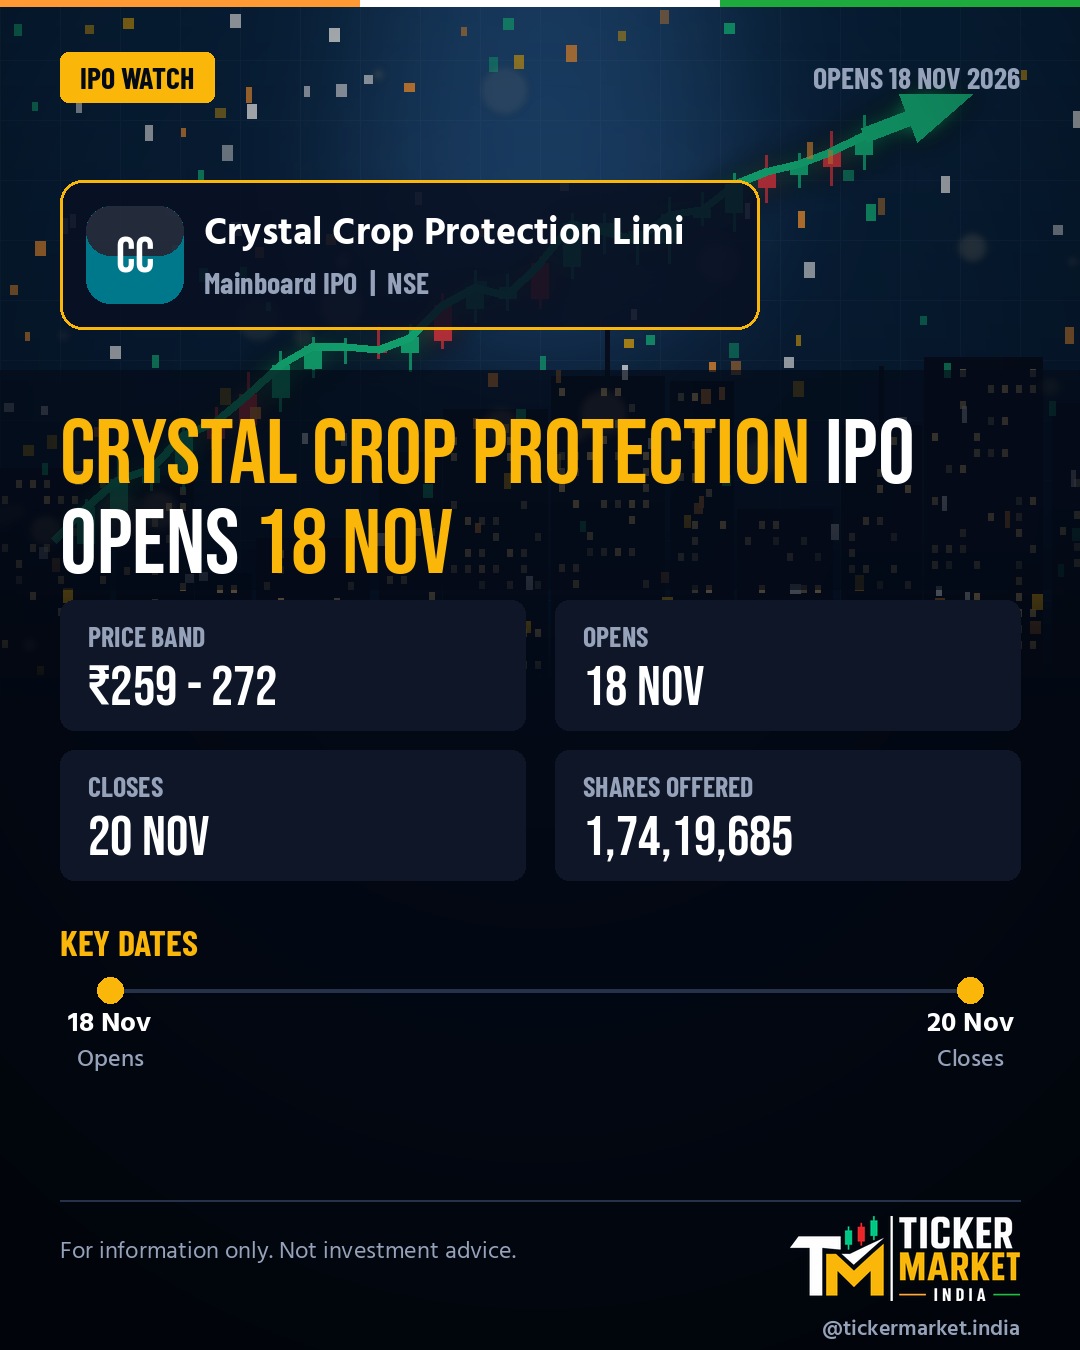 IPO WATCH
OPENS 18 NOV 2026
CC
Crystal Crop Protection Limi
Mainboard IPO | NSE
CRYSTAL CROP PROTECTION IPO
OPENS 18 NOV
PRICE BAND
₹259 - 272
OPENS
18 NOV
CLOSES
20 NOV
SHARES OFFERED
1,74,19,685
KEY DATES
18 Nov
Opens
20 Nov
Closes
For information only. Not investment advice.
TM
TICKER
MARKET
INDIA
@tickermarket.india